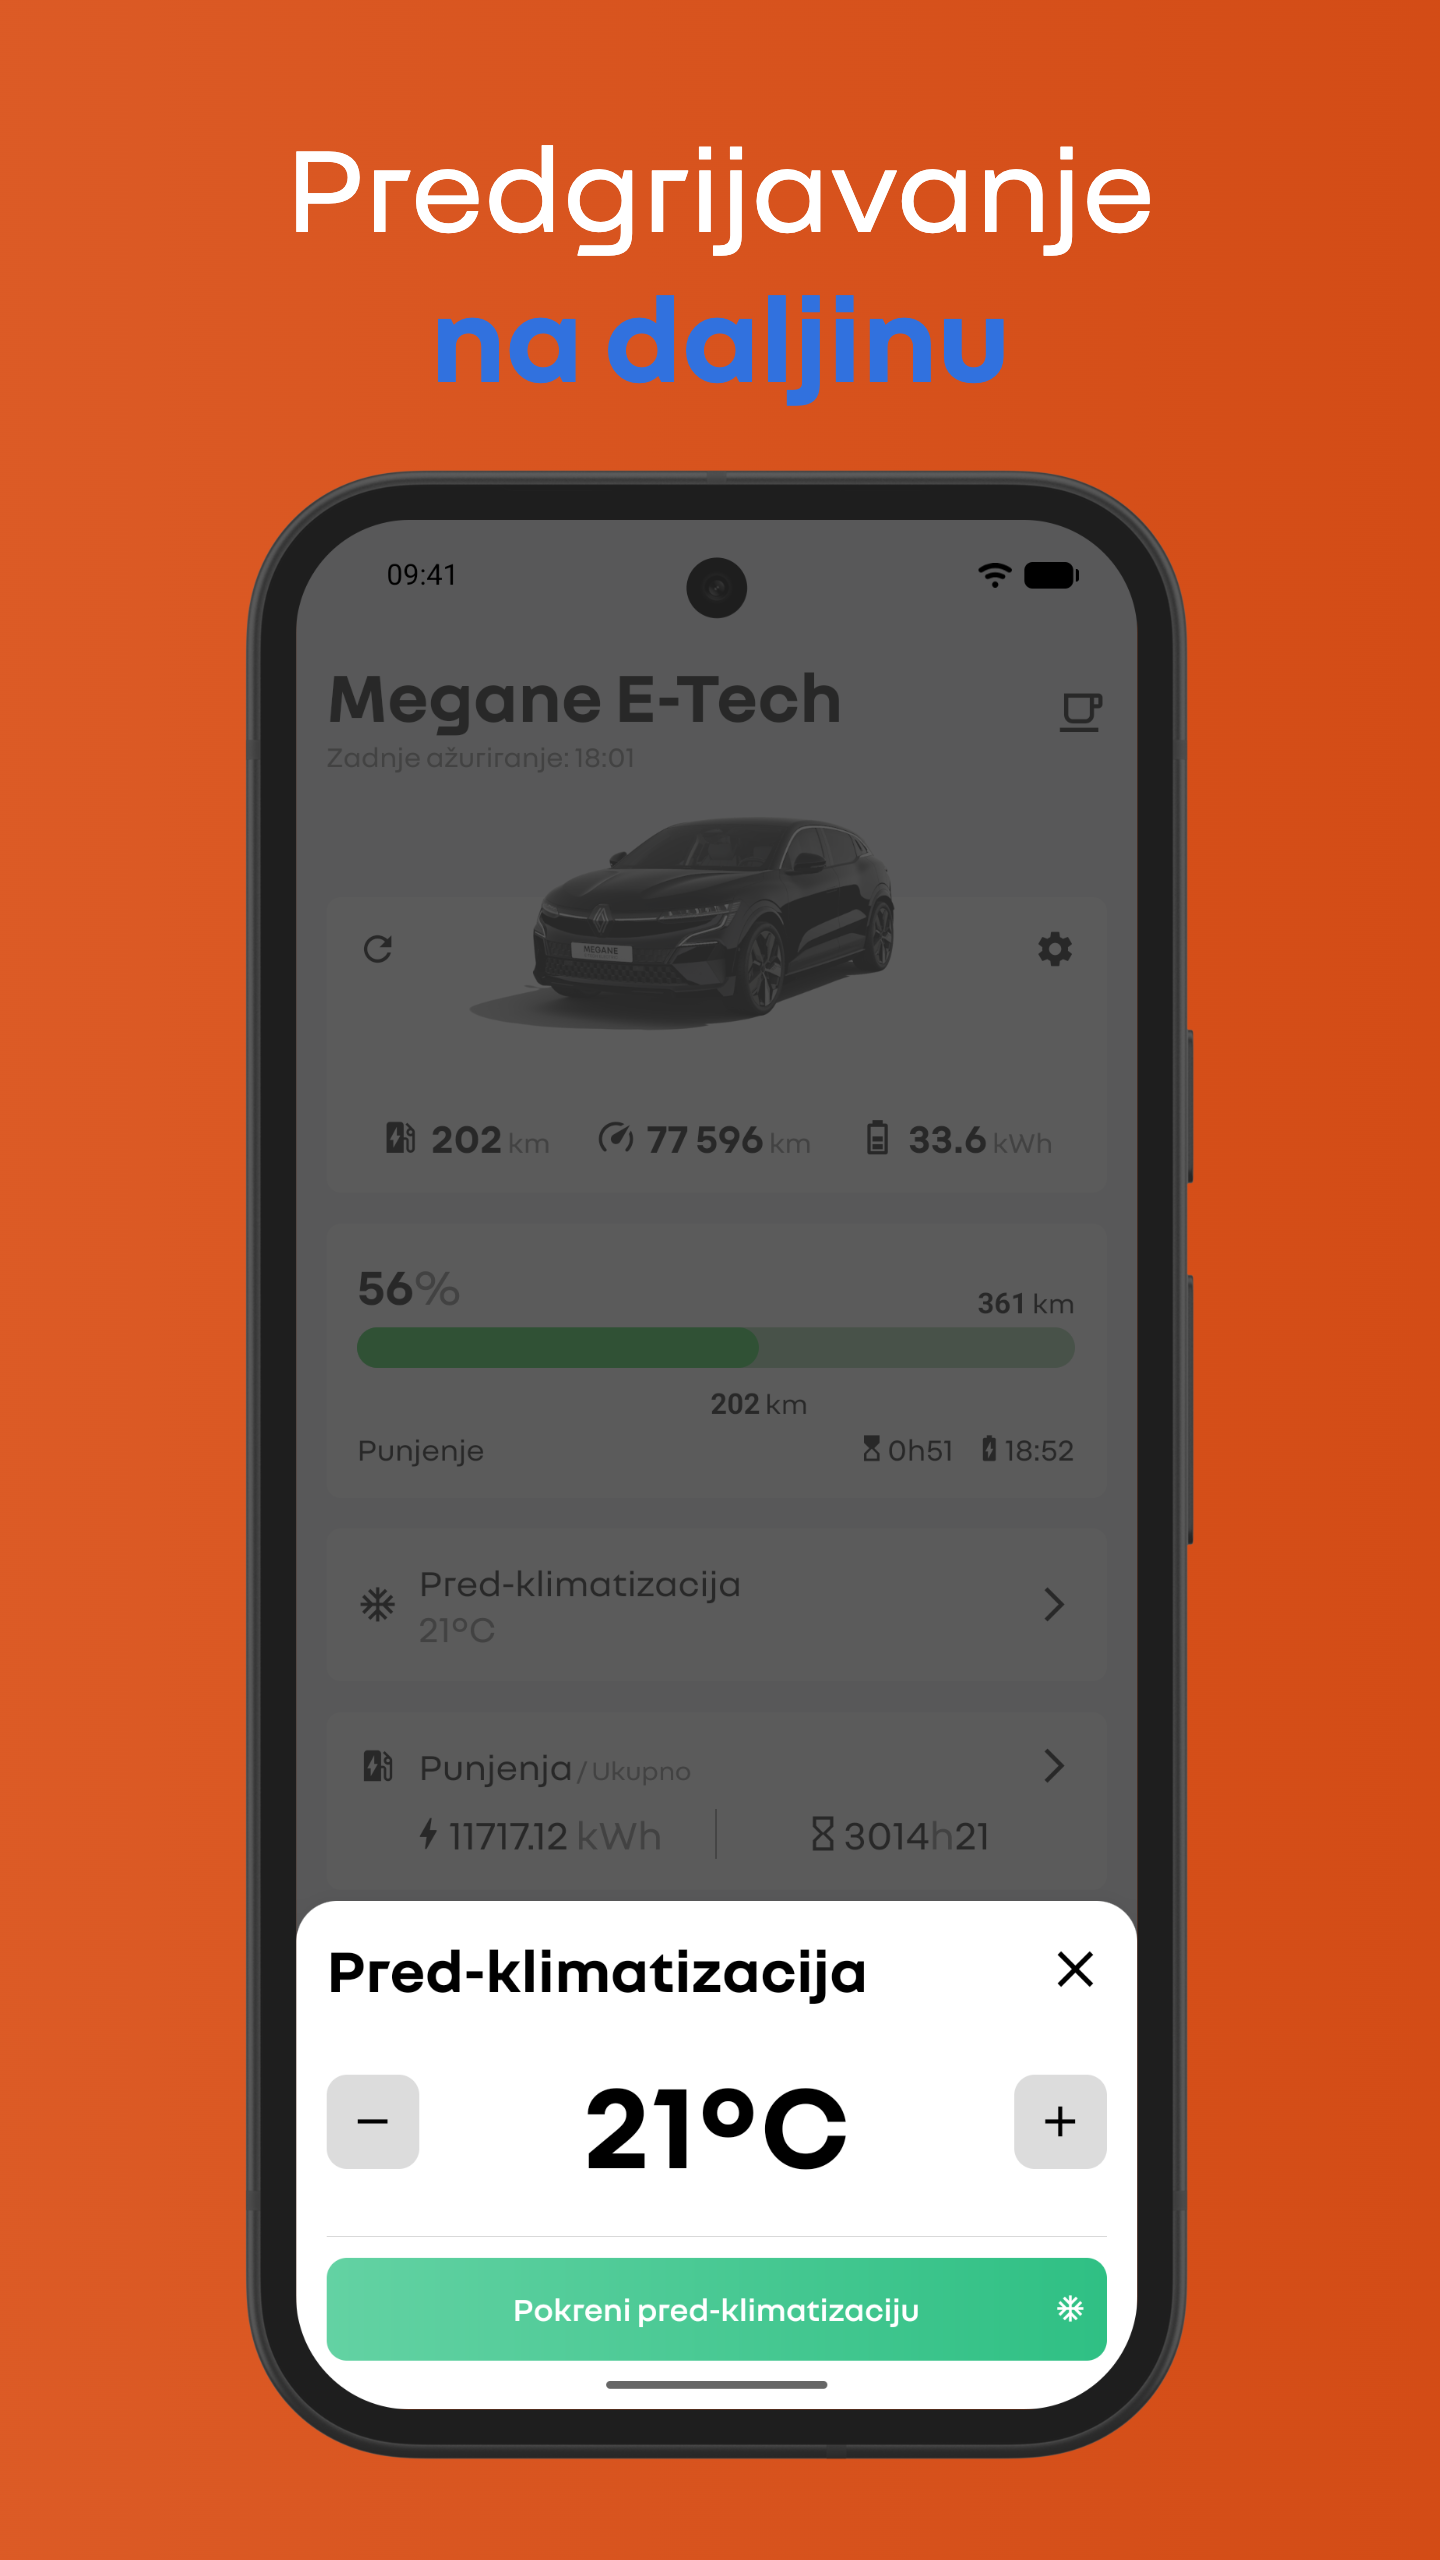 Predgrijavanje
na daljinu
09:41
Megane E-Tech
Zadnje ažuriranje: 18:01
MEGANE
202 km 77 596 km 33.6 kWh
56%
361 km
202 km
Punjenje 0h51 18:52
Pred-klimatizacija
21°C
Punjenja / Ukupno
11717.12 kWh 3014h21
Pred-klimatizacija
21°C
Pokreni pred-klimatizaciju